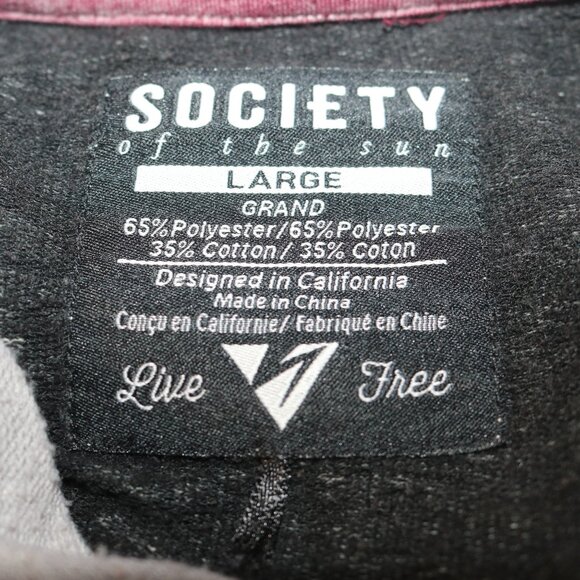 SOCIETY
of the sun
LARGE
GRAND
65% Polyester/65% Polyester
35% Cotton / 35% Coton
Designed in California
Made in China
Conçu en Californie/ Fabriqué en Chine
Live Free